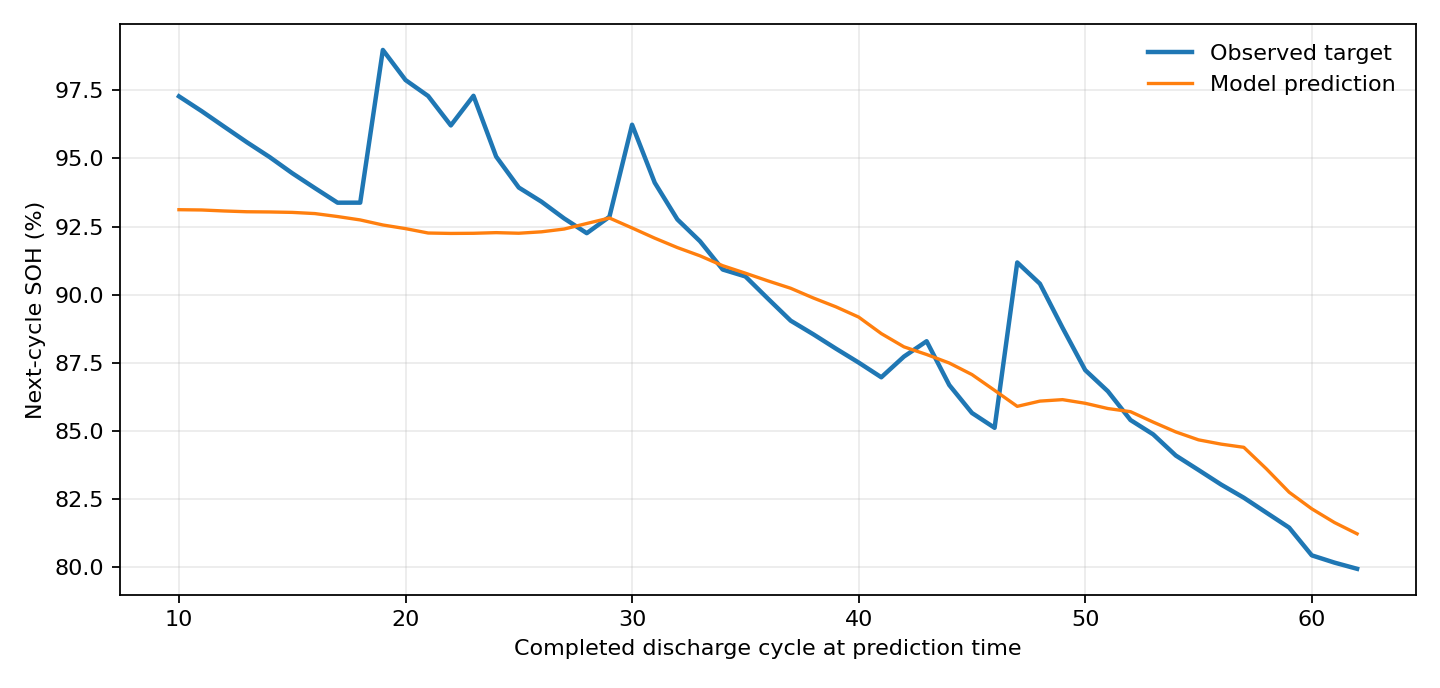 Observed target
Model prediction
97.5
95.0
92.5
90.0
87.5
85.0
82.5
80.0
Next-cycle SOH (%)
10 20 30 40 50 60
Completed discharge cycle at prediction time